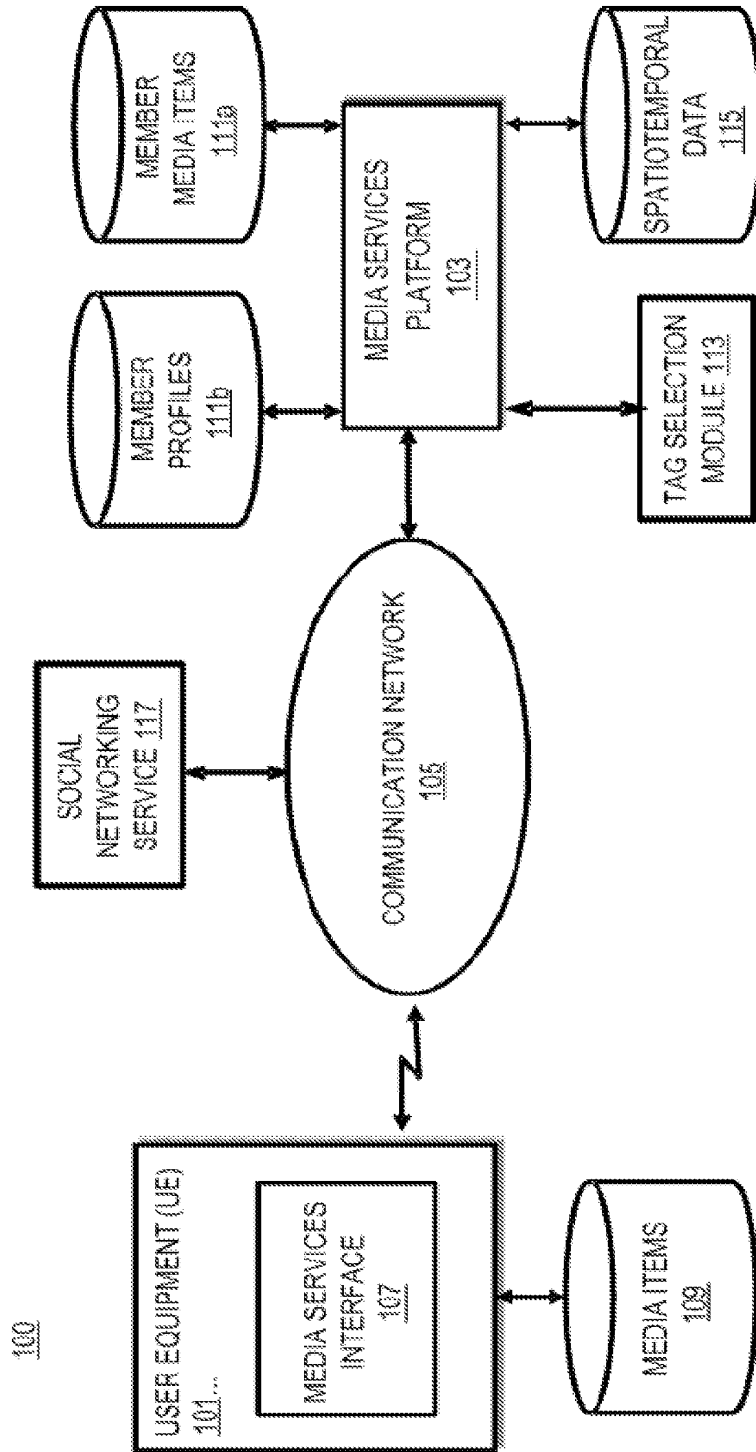 100
USER EQUIPMENT (UE)
101...
MEDIA SERVICES
INTERFACE
107
MEDIA ITEMS
109
SOCIAL
NETWORKING
SERVICE 117
COMMUNICATION NETWORK
105
MEMBER
PROFILES
111b
MEMBER
MEDIA ITEMS
111a
MEDIA SERVICES
PLATFORM
103
TAG SELECTION
MODULE 113
SPATIOTEMPORAL
DATA
115